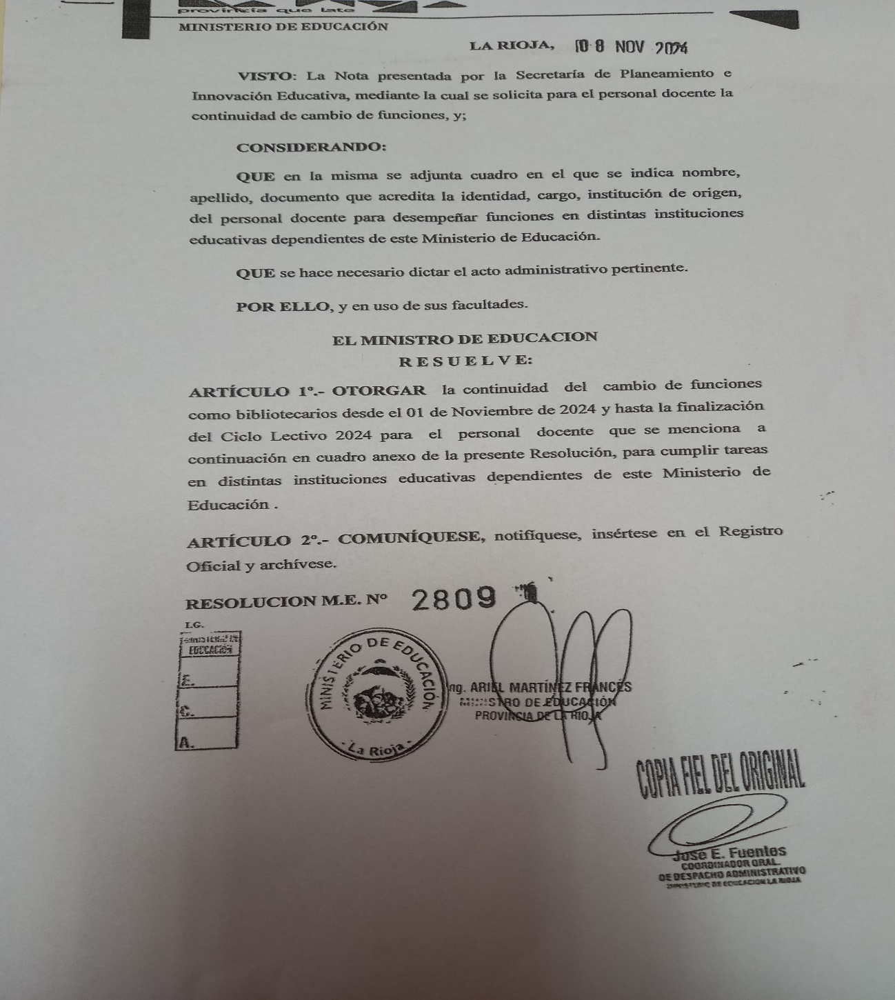 provincia que late
MINISTERIO DE EDUCACIÓN
LA RIOJA, 08 NOV 2024
VISTO: La Nota presentada por la Secretaría de Planeamiento e
Innovación Educativa, mediante la cual se solicita para el personal docente la
continuidad de cambio de funciones, y;
CONSIDERANDO:
QUE en la misma se adjunta cuadro en el que se indica nombre,
apellido, documento que acredita la identidad, cargo, institución de origen,
del personal docente para desempeñar funciones en distintas instituciones
educativas dependientes de este Ministerio de Educación.
QUE se hace necesario dictar el acto administrativo pertinente.
POR ELLO, y en uso de sus facultades.
EL MINISTRO DE EDUCACION
R E S U E L V E:
ARTÍCULO 1º.- OTORGAR la continuidad del cambio de funciones
como bibliotecarios desde el 01 de Noviembre de 2024 y hasta la finalización
del Ciclo Lectivo 2024 para el personal docente que se menciona a
continuación en cuadro anexo de la presente Resolución, para cumplir tareas
en distintas instituciones educativas dependientes de este Ministerio de
Educación .
ARTÍCULO 2º.- COMUNÍQUESE, notifíquese, insértese en el Registro
Oficial y archívese.
RESOLUCION M.E. Nº 2809
I.G.
EDUCACIÓN
E.
C.
A.
MINISTERIO DE EDUCACIÓN
- La Rioja -
Ing. ARIEL MARTÍNEZ FRANCÉS
MINISTRO DE EDUCACIÓN
PROVINCIA DE LA RIOJA
COPIA FIEL DEL ORIGINAL
José E. Fuentes
COORDINADOR GRAL.
DE DESPACHO ADMINISTRATIVO
MINISTERIO DE EDUCACION LA RIOJA